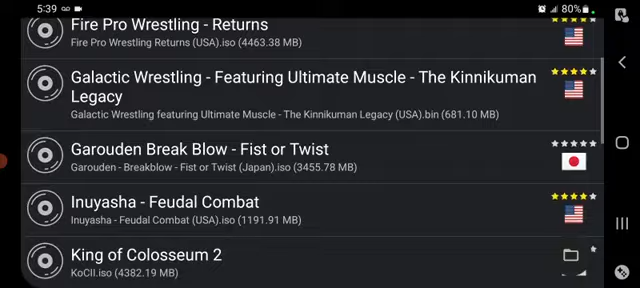 5:39 80%
Fire Pro Wrestling - Returns
Fire Pro Wrestling Returns (USA).iso (4463.38 MB)
Galactic Wrestling - Featuring Ultimate Muscle - The Kinnikuman
Legacy
Galactic Wrestling featuring Ultimate Muscle - The Kinnikuman Legacy (USA).bin (681.10 MB)
Garouden Break Blow - Fist or Twist
Garouden - Breakblow - Fist or Twist (Japan).iso (3455.78 MB)
Inuyasha - Feudal Combat
Inuyasha - Feudal Combat (USA).iso (1191.91 MB)
King of Colosseum 2
KoCII.iso (4382.19 MB)